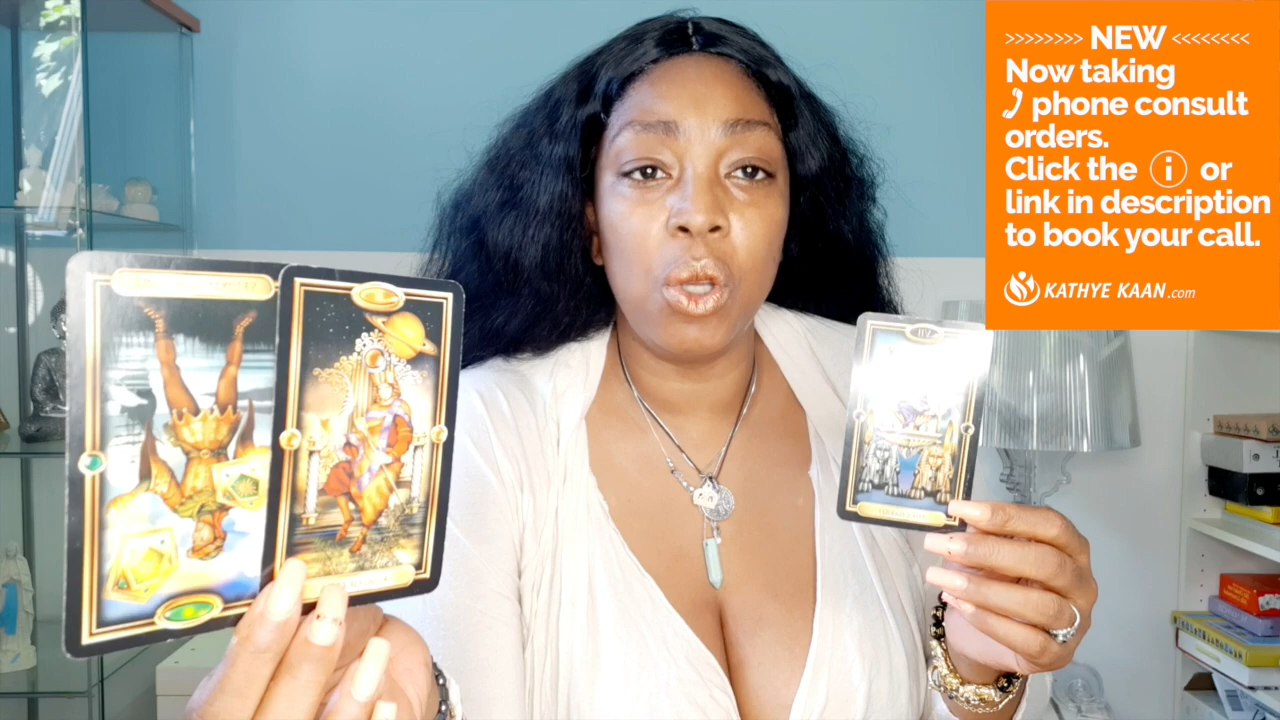 >>>>>>>> NEW <<<<<<<<
Now taking
phone consult
orders.
Click the i or
link in description
to book your call.
KATHYE KAAN.com
VII